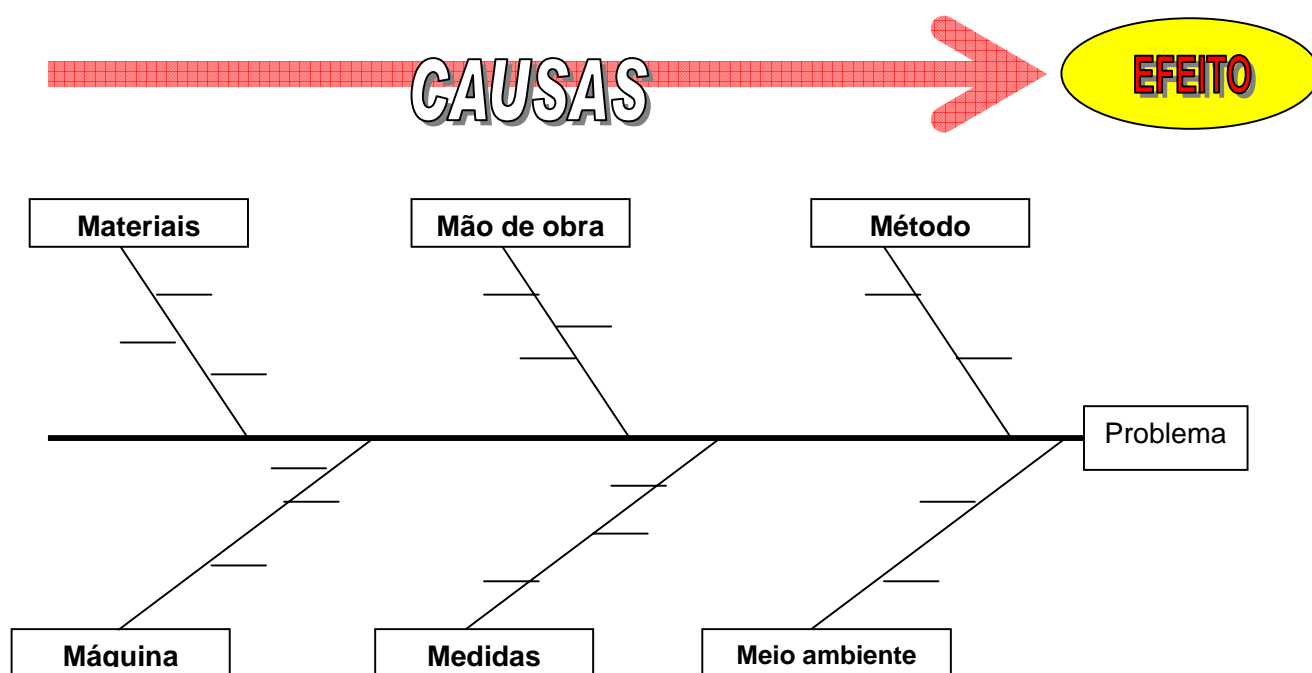 CAUSAS
EFEITO
Materiais
Mão de obra
Método
Problema
Máquina
Medidas
Meio ambiente